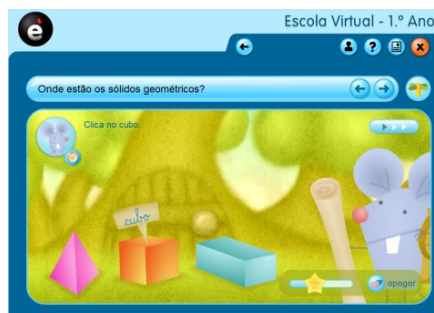 é
Escola Virtual - 1.º Ano
?
Onde estão os sólidos geométricos?
Clica no cubo.
cubo
apagar